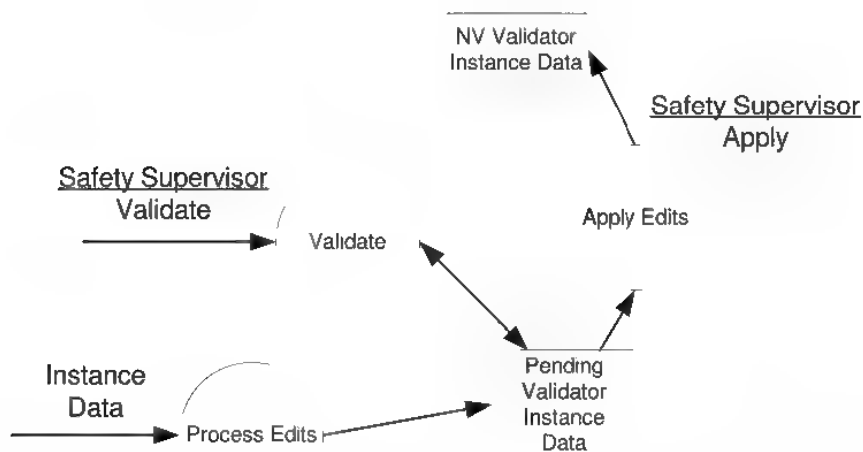 NV Validator
Instance Data
Safety Supervisor
Apply
Safety Supervisor
Validate
Validate
Apply Edits
Instance
Data
Process Edits
Pending
Validator
Instance
Data